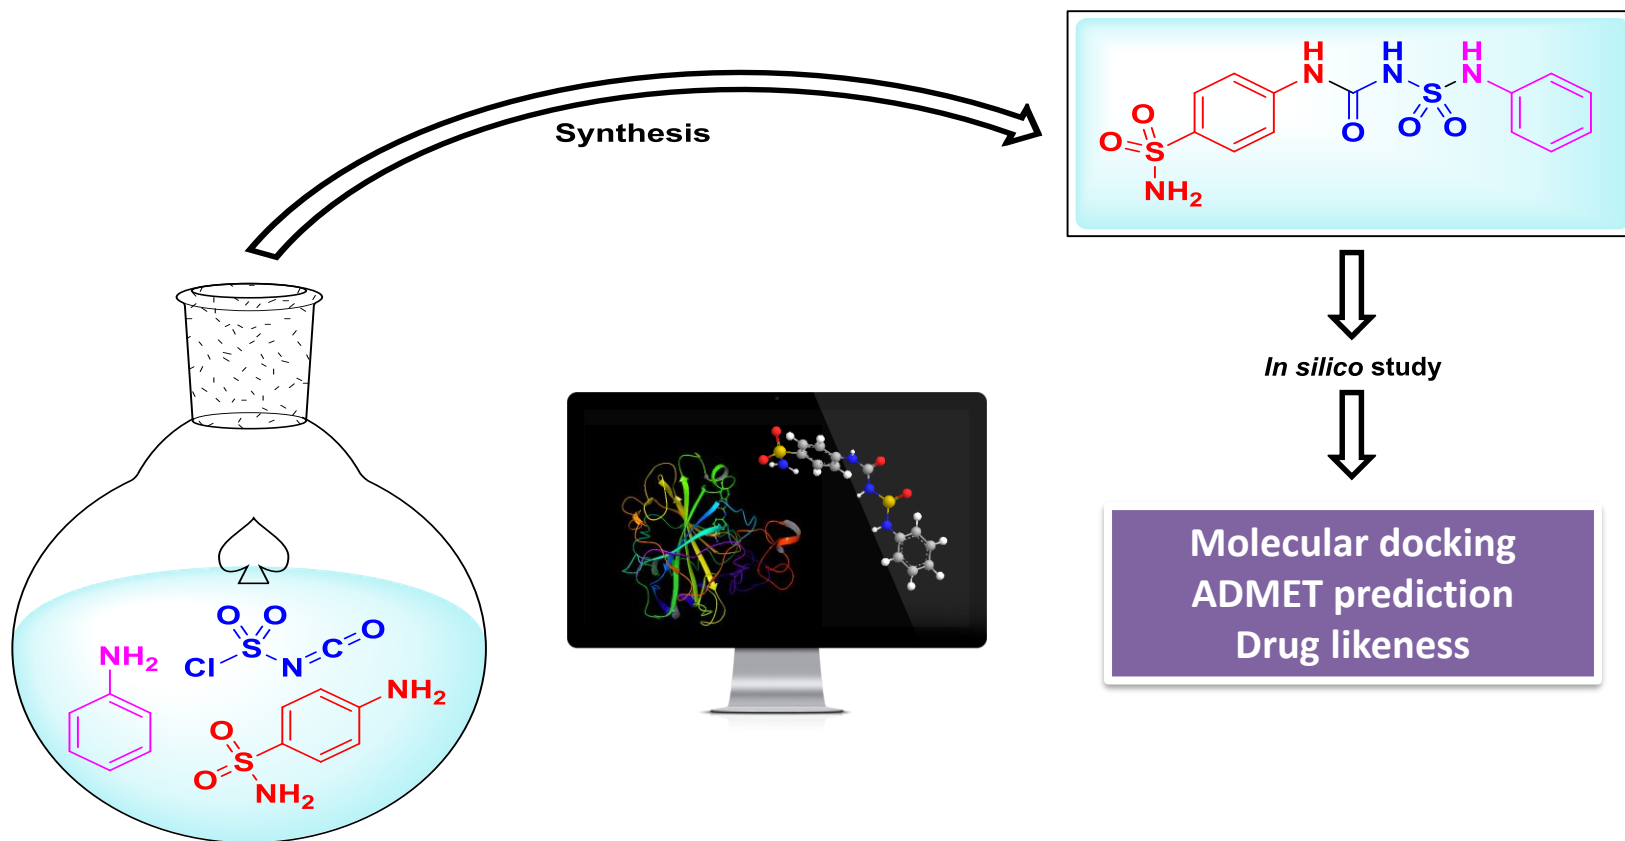 Synthesis
H
N
H
N
H
N
S
O
O
O
O
O
S
NH2
In silico study
Molecular docking
ADMET prediction
Drug likeness
O
O
S
Cl
N
C
O
NH2
NH2
O
S
O
NH2